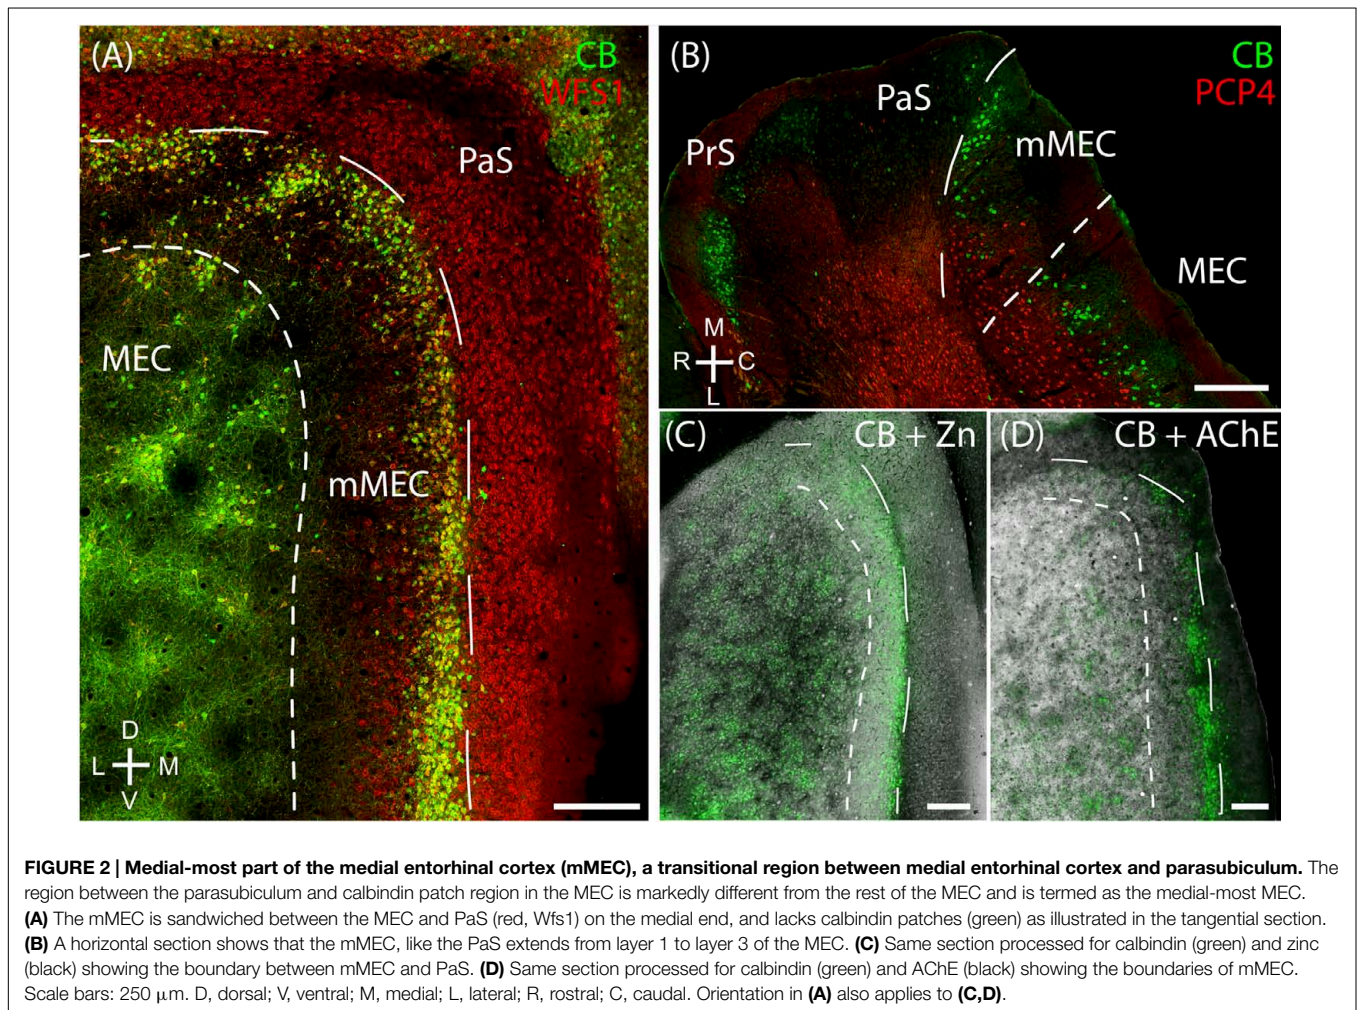 (A)
CB
WFS1
PaS
MEC
mMEC
D
L M
V
(B)
CB
PCP4
PaS
PrS
mMEC
MEC
M
R C
L
(C)
CB + Zn
(D)
CB + AChE
FIGURE 2 | Medial-most part of the medial entorhinal cortex (mMEC), a transitional region between medial entorhinal cortex and parasubiculum. The
region between the parasubiculum and calbindin patch region in the MEC is markedly different from the rest of the MEC and is termed as the medial-most MEC.
(A) The mMEC is sandwiched between the MEC and PaS (red, Wfs1) on the medial end, and lacks calbindin patches (green) as illustrated in the tangential section.
(B) A horizontal section shows that the mMEC, like the PaS extends from layer 1 to layer 3 of the MEC. (C) Same section processed for calbindin (green) and zinc
(black) showing the boundary between mMEC and PaS. (D) Same section processed for calbindin (green) and AChE (black) showing the boundaries of mMEC.
Scale bars: 250 μm. D, dorsal; V, ventral; M, medial; L, lateral; R, rostral; C, caudal. Orientation in (A) also applies to (C,D).